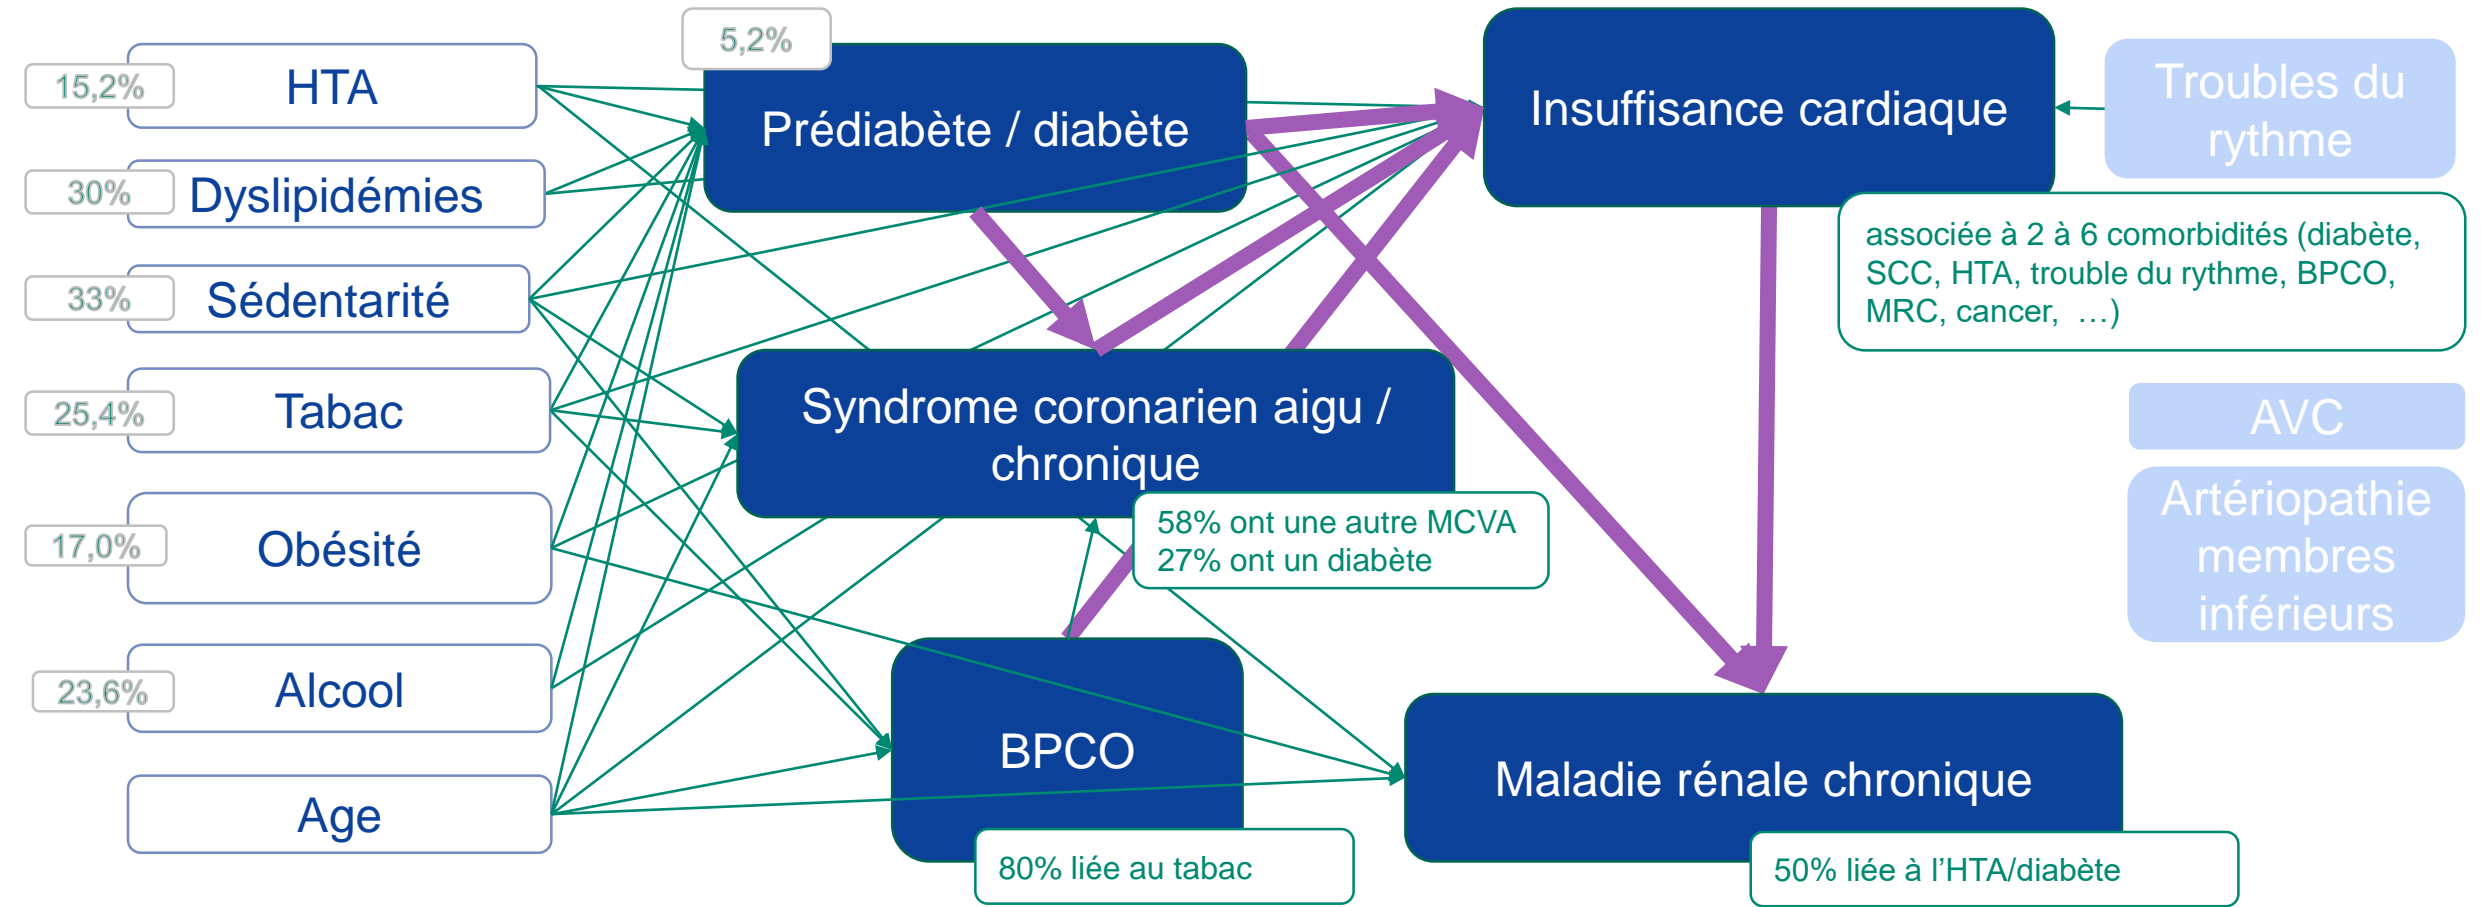 15,2%
HTA
30%
Dyslipidémies
33%
Sédentarité
25,4%
Tabac
17,0%
Obésité
23,6%
Alcool
Age
5,2%
Prédiabète / diabète
Syndrome coronarien aigu /
chronique
58% ont une autre MCVA
27% ont un diabète
BPCO
80% liée au tabac
Insuffisance cardiaque
associée à 2 à 6 comorbidités (diabète,
SCC, HTA, trouble du rythme, BPCO,
MRC, cancer, …)
Maladie rénale chronique
50% liée à l’HTA/diabète
Troubles du
rythme
AVC
Artériopathie
membres
inférieurs